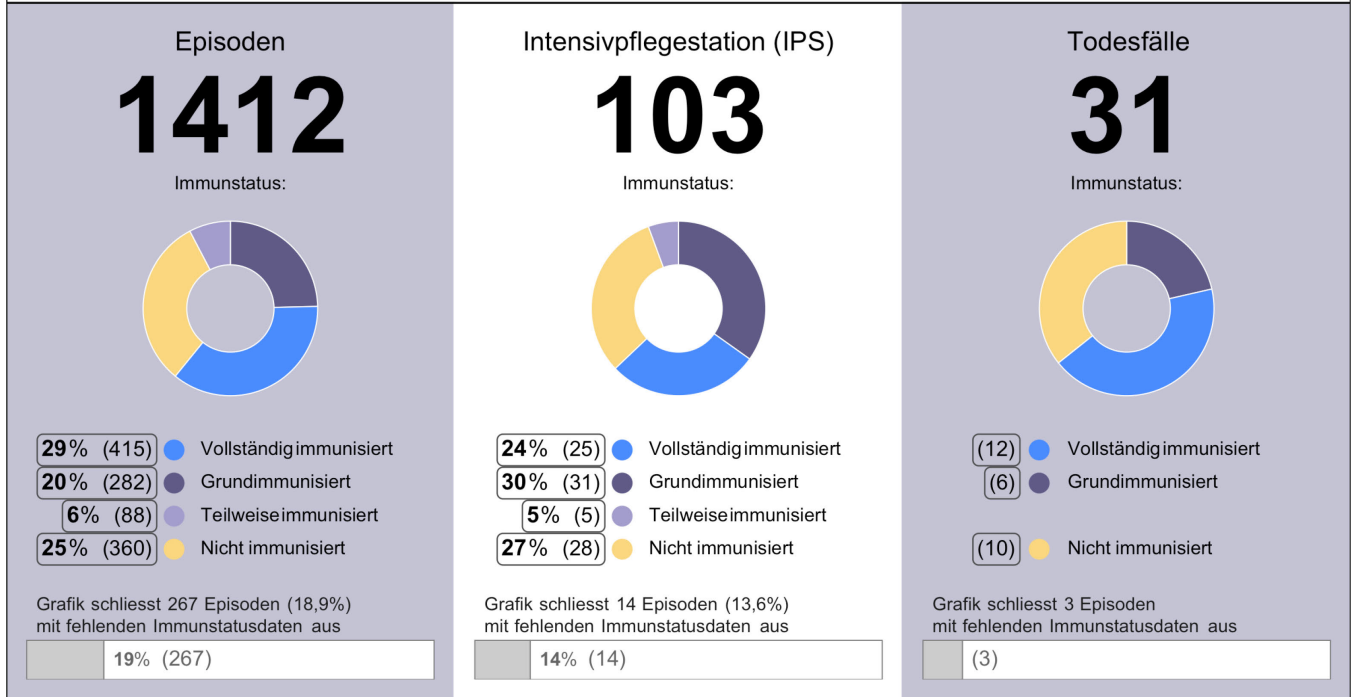 Episoden
1412
Immunstatus:
29% (415) Vollständig immunisiert
20% (282) Grundimmunisiert
6% (88) Teilweise immunisiert
25% (360) Nicht immunisiert
Grafik schliesst 267 Episoden (18,9%)
mit fehlenden Immunstatusdaten aus
19% (267)
Intensivpflegestation (IPS)
103
Immunstatus:
24% (25) Vollständig immunisiert
30% (31) Grundimmunisiert
5% (5) Teilweise immunisiert
27% (28) Nicht immunisiert
Grafik schliesst 14 Episoden (13,6%)
mit fehlenden Immunstatusdaten aus
14% (14)
Todesfälle
31
Immunstatus:
(12) Vollständig immunisiert
(6) Grundimmunisiert
(10) Nicht immunisiert
Grafik schliesst 3 Episoden
mit fehlenden Immunstatusdaten aus
(3)